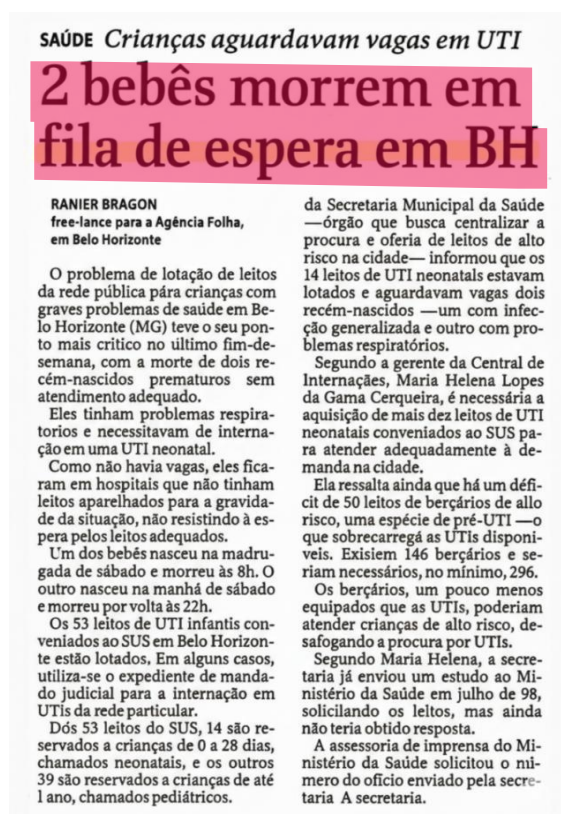 SAÚDE Crianças aguardavam vagas em UTI
2 bebês morrem em
fila de espera em BH
RANIER BRAGON
free-lance para a Agência Folha,
em Belo Horizonte
O problema de lotação de leitos
da rede pública pára crianças com
graves problemas de saúde em Be-
lo Horizonte (MG) teve o seu pon-
to mais critico no último fim-de-
semana, com a morte de dois re-
cém-nascidos prematuros sem
atendimento adequado.
Eles tinham problemas respira-
torios e necessitavam de interna-
ção em uma UTI neonatal.
Como não havia vagas, eles fica-
ram em hospitais que não tinham
leitos aparelhados para a gravida-
de da situação, não resistindo à es-
pera pelos leitos adequados.
Um dos bebés nasceu na madru-
gada de sábado e morreu às 8h. O
outro nasceu na manhá de sábado
e morreu por volta às 22h.
Os 53 leitos de UTI infantis con-
veniados ao SUS em Belo Horizon-
te estão lotados. Em alguns casos,
utiliza-se o expediente de manda-
do judicial para a internação em
UTIs da rede particular.
Dós 53 leitos do SUS, 14 são re-
servados a crianças de 0 a 28 dias,
chamados neonatais, e os outros
39 são reservados a crianças de até
1 ano, chamados pediátricos.
da Secretaria Municipal da Saúde
—órgão que busca centralizar a
procura e oferia de leitos de alto
risco na cidade— informou que os
14 leitos de UTI neonatals estavam
lotados e aguardavam vagas dois
recém-nascidos —um com infec-
ção generalizada e outro com pro-
blemas respiratórios.
Segundo a gerente da Central de
Internaçães, Maria Helena Lopes
da Gama Cerqueira, é necessária a
aquisição de mais dez leitos de UTI
neonatais conveniados ao SUS pa-
ra atender adequadamente à de-
manda na cidade.
Ela ressalta ainda que há um défi-
cit de 50 leitos de berçários de allo
risco, uma espécie de pré-UTI —o
que sobrecarregá as UTIs disponi-
veis. Exisiem 146 berçários e se-
riam necessários, no mínimo, 296.
Os berçários, um pouco menos
equipados que as UTIs, poderiam
atender crianças de alto risco, de-
safogando a procura por UTIs.
Segundo Maria Helena, a secre-
taria já enviou um estudo ao Mi-
nistério da Saúde em julho de 98,
solicilando os leitos, mas ainda
não teria obtido resposta.
A assessoria de imprensa do Mi-
nistério da Saúde solicitou o ni-
mero do ofício enviado pela secre-
taria A secretaria.